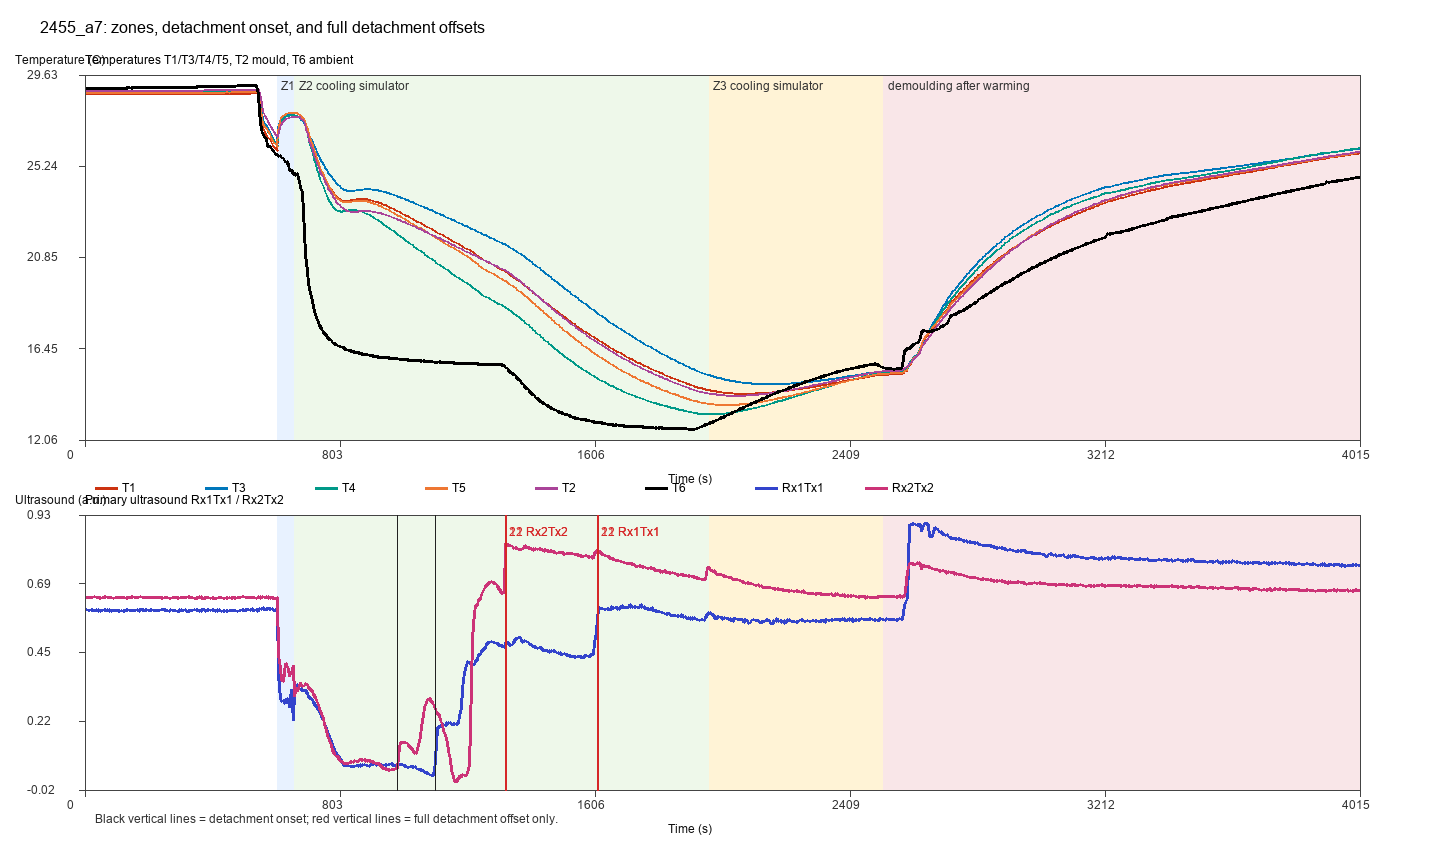 2455_a7: zones, detachment onset, and full detachment offsets
Temperature (C)
Temperatures T1/T3/T4/T5, T2 mould, T6 ambient
29.63
Z1 Z2 cooling simulator Z3 cooling simulator demoulding after warming
25.24
20.85
16.45
12.06
0 803 1606 2409 3212 4015
Time (s)
T1 T3 T4 T5 T2 T6 Rx1Tx1 Rx2Tx2
Ultrasound (a.u.)
Primary ultrasound Rx1Tx1 / Rx2Tx2
0.93
Rx2Tx2 Rx1Tx1
0.69
0.45
0.22
-0.02
0 803 1606 2409 3212 4015
Black vertical lines = detachment onset; red vertical lines = full detachment offset only.
Time (s)